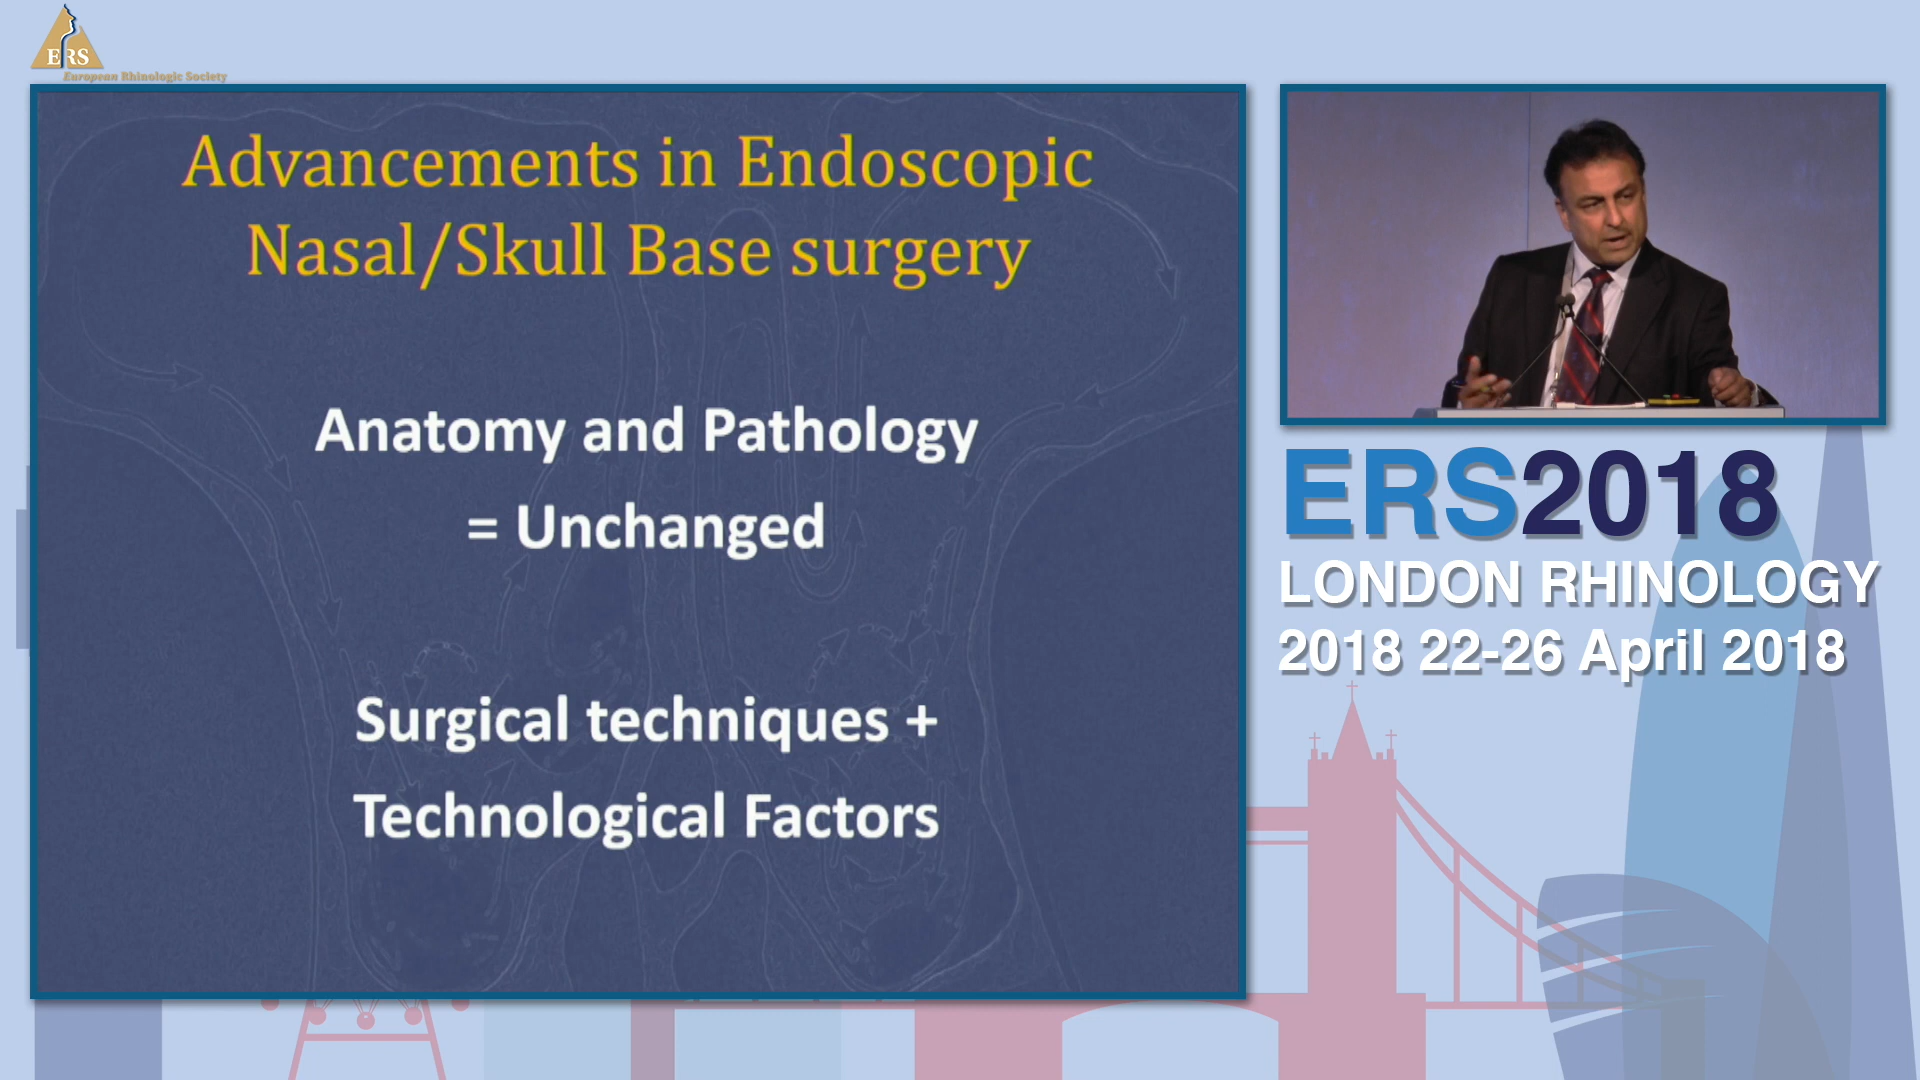 ERS
European Rhinologic Society
Advancements in Endoscopic
Nasal/Skull Base surgery
Anatomy and Pathology
= Unchanged
Surgical techniques +
Technological Factors
ERS2018
LONDON RHINOLOGY
2018 22-26 April 2018